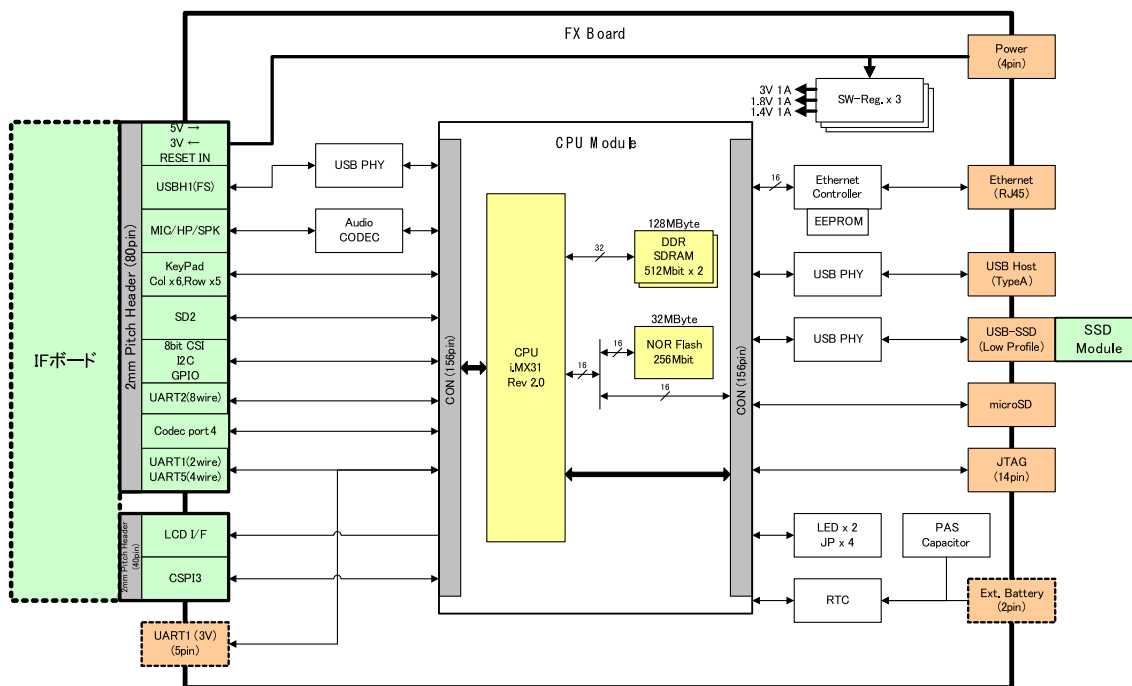 FX Board
Power
(4pin)
3V 1A
1.8V 1A
1.4V 1A
SW-Reg. x 3
IFボード
2mm Pitch Header (80pin)
5V →
3V ←
RESET IN
USBH1(FS)
MIC/HP/SPK
KeyPad
Col x6,Row x5
SD2
8bit CSI
I2C
GPIO
UART2(8wire)
Codec port4
UART1(2wire)
UART5(4wire)
2mm Pitch Header
(40pin)
LCD I/F
CSPI3
UART1 (3V)
(5pin)
USB PHY
Audio
CODEC
CPU Module
CON (156pin)
CPU
i.MX31
Rev 2.0
128MByte
DDR
SDRAM
512Mbit x 2
32
32MByte
NOR Flash
256Mbit
16
16
16
CON (156pin)
16
Ethernet
Controller
EEPROM
Ethernet
(RJ45)
USB PHY
USB Host
(TypeA)
USB PHY
USB-SSD
(Low Profile)
SSD
Module
microSD
JTAG
(14pin)
LED x 2
JP x 4
PAS
Capacitor
RTC
Ext. Battery
(2pin)